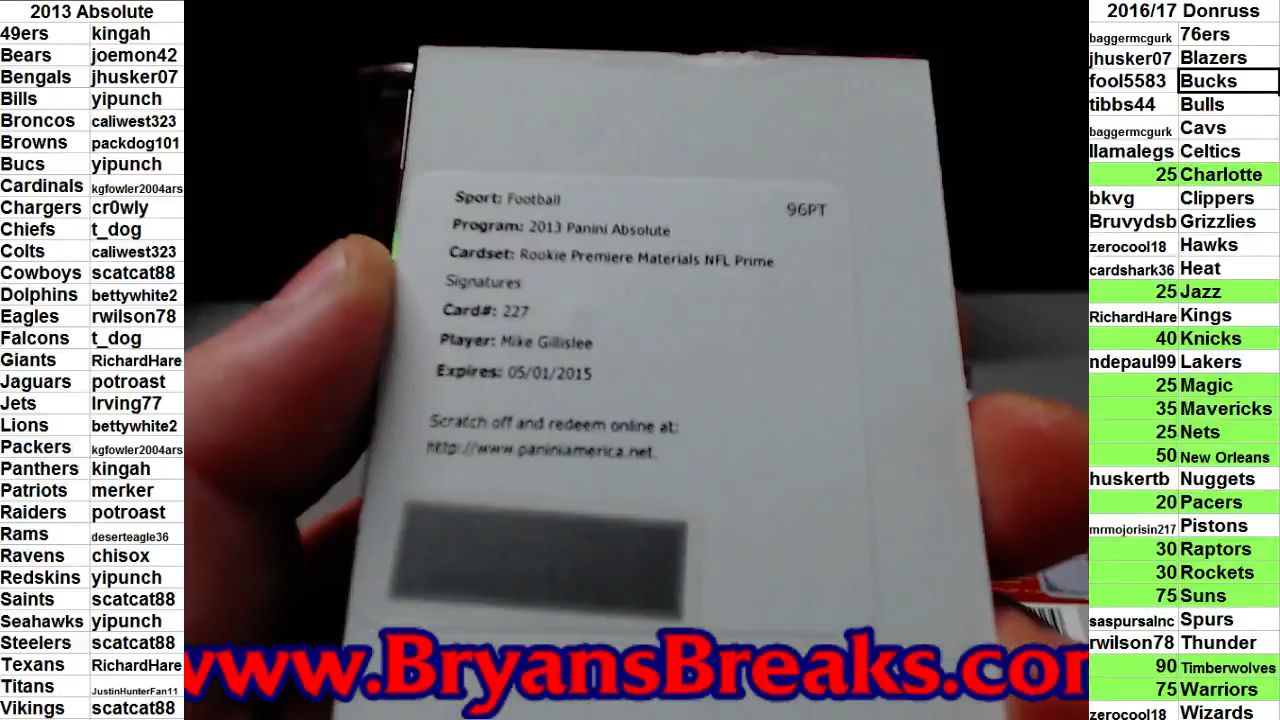 2013 Absolute
49ers kingah
Bears joemon42
Bengals jhusker07
Bills yipunch
Broncos caliwest323
Browns packdog101
Bucs yipunch
Cardinals kgfowler2004ars
Chargers cr0wly
Chiefs t_dog
Colts caliwest323
Cowboys scatcat88
Dolphins bettywhite2
Eagles rwilson78
Falcons t_dog
Giants RichardHare
Jaguars potroast
Jets Irving77
Lions bettywhite2
Packers kgfowler2004ars
Panthers kingah
Patriots merker
Raiders potroast
Rams deserteagle36
Ravens chisox
Redskins yipunch
Saints scatcat88
Seahawks yipunch
Steelers scatcat88
Texans RichardHare
Titans JustinHunterFan11
Vikings scatcat88
Sport: Football
96PT
Program: 2013 Panini Absolute
Cardset: Rookie Premiere Materials NFL Prime
Signatures
Card#: 227
Player: Mike Gillislee
Expires: 05/01/2015
Scratch off and redeem online at:
http://www.paniniamerica.net.
www.BryansBreaks.com
2016/17 Donruss
baggermcgurk 76ers
jhusker07 Blazers
fool5583 Bucks
tibbs44 Bulls
baggermcgurk Cavs
llamalegs Celtics
25 Charlotte
bkvg Clippers
Bruvydsb Grizzlies
zerocool18 Hawks
cardshark36 Heat
25 Jazz
RichardHare Kings
40 Knicks
ndepaul99 Lakers
25 Magic
35 Mavericks
25 Nets
50 New Orleans
huskertb Nuggets
20 Pacers
mrmojorisin217 Pistons
30 Raptors
30 Rockets
75 Suns
saspursaInc Spurs
rwilson78 Thunder
90 Timberwolves
75 Warriors
zerocool18 Wizards